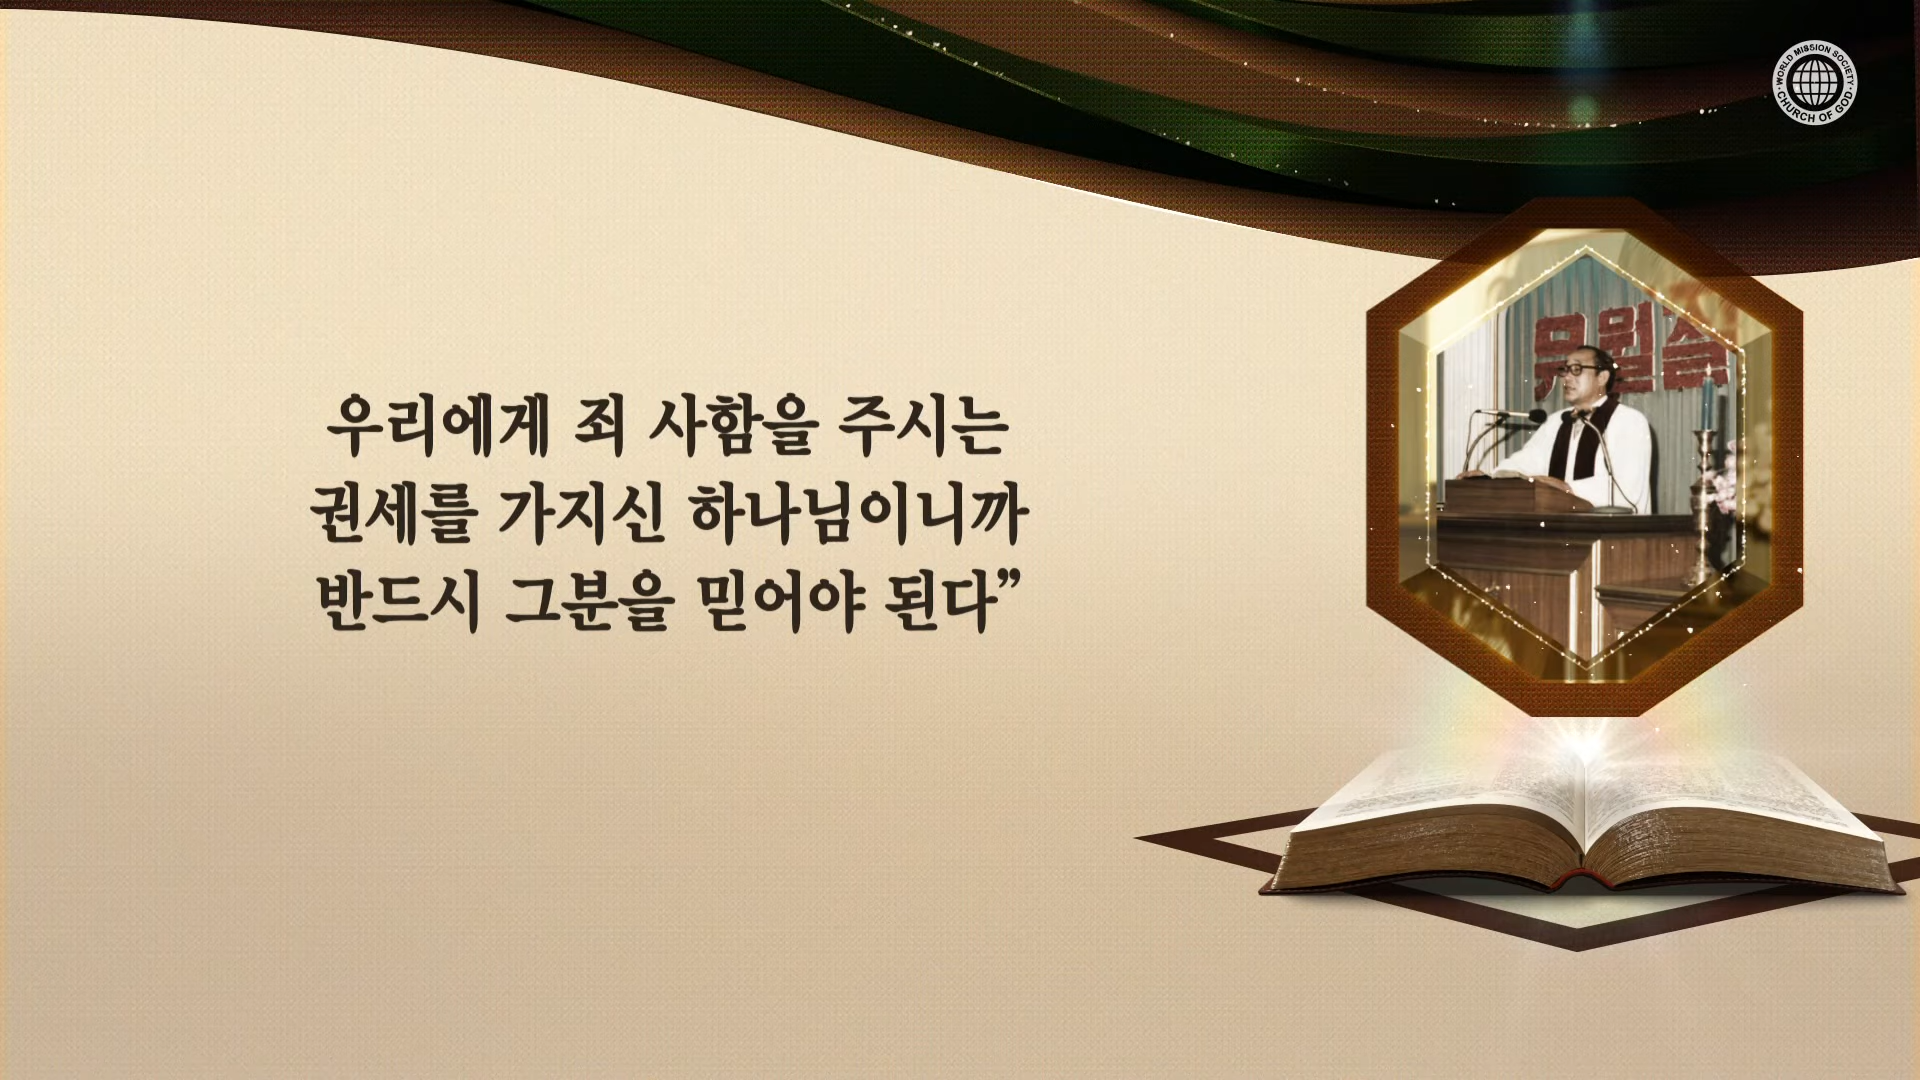 WORLD MISSION SOCIETY
CHURCH OF GOD
우리에게 죄 사함을 주시는
권세를 가지신 하나님이니까
반드시 그분을 믿어야 된다”